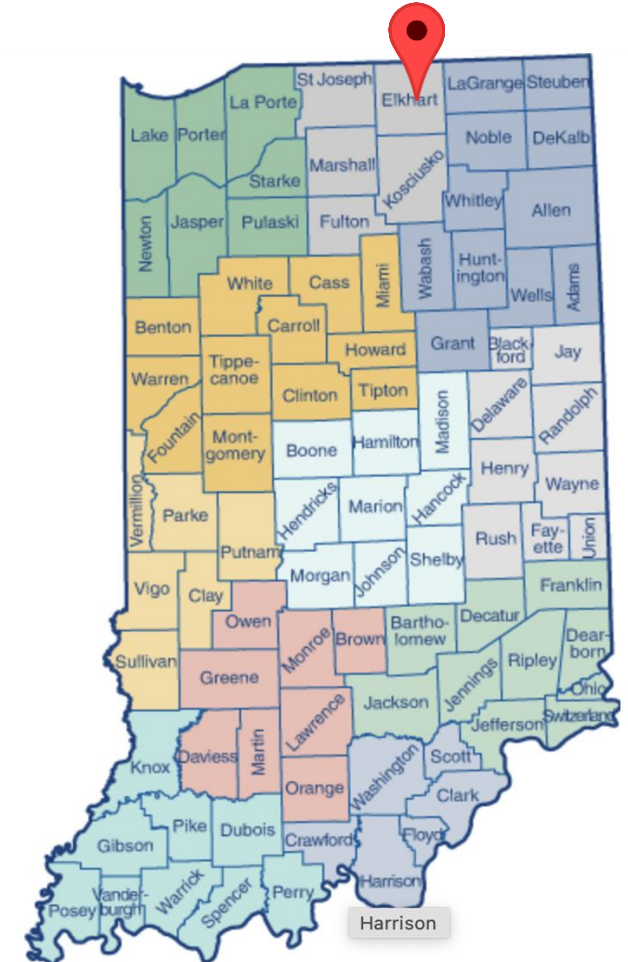 St Joseph
Elkhart
LaGrange
Steuben
La Porte
Lake
Porter
Noble
DeKalb
Marshall
Kosciusko
Starke
Whitley
Allen
Newton
Jasper
Pulaski
Fulton
Wabash
Hunt-
ington
Miami
White
Cass
Wells
Adams
Benton
Carroll
Howard
Grant
Black
ford
Jay
Tippe-
canoe
Warren
Clinton
Tipton
Madison
Delaware
Randolph
Fountain
Mont-
gomery
Boone
Hamilton
Henry
Wayne
Vermillion
Parke
Hendricks
Marion
Hancock
Putnam
Rush
Fay-
ette
Union
Shelby
Morgan
Johnson
Vigo
Clay
Franklin
Owen
Monroe
Brown
Bartho-
lomew
Decatur
Dear-
born
Sullivan
Greene
Jennings
Ripley
Ohio
Lawrence
Jackson
Jefferson
Switzerland
Knox
Daviess
Martin
Washington
Scott
Orange
Clark
Gibson
Pike
Dubois
Crawford
Floyd
Harrison
Posey
Vander-
burgh
Warrick
Spencer
Perry
Harrison